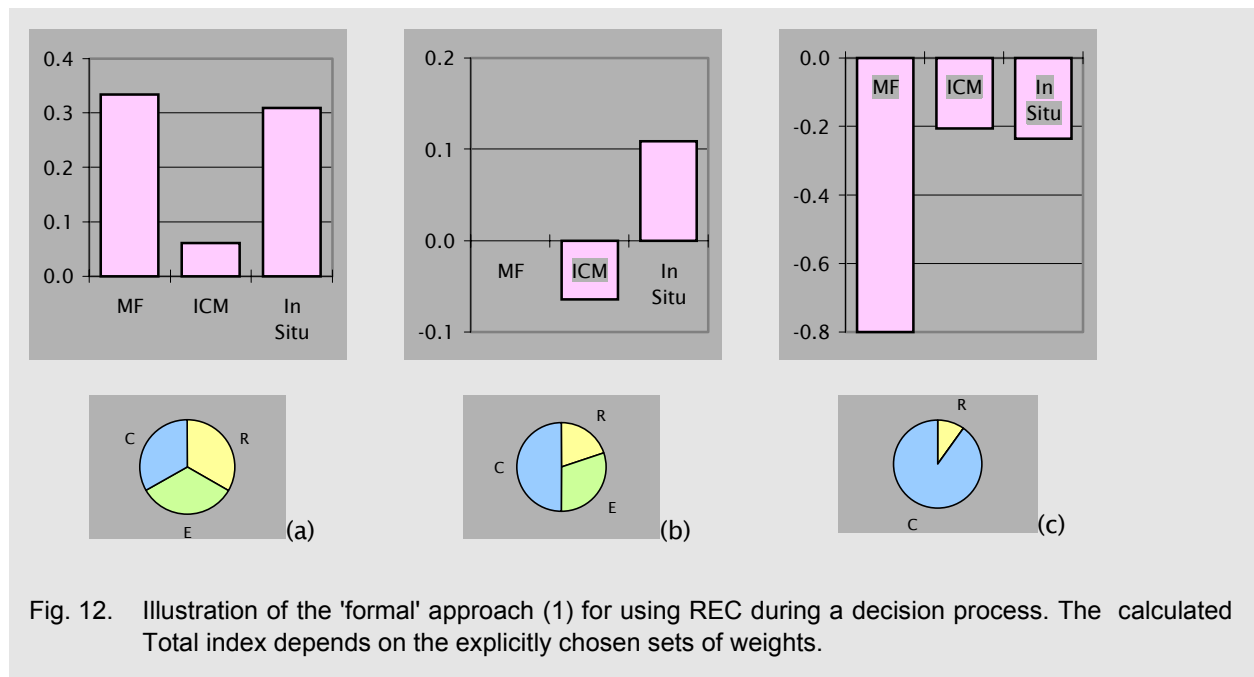 0.4
0.3
0.2
0.1
0.0
MF
ICM
In
Situ
0.2
0.1
0.0
-0.1
MF
ICM
In
Situ
0.0
-0.2
-0.4
-0.6
-0.8
MF
ICM
In
Situ
C
R
E
(a)
R
C
E
(b)
R
C
(c)
Fig. 12. Illustration of the 'formal' approach (1) for using REC during a decision process. The calculated
Total index depends on the explicitly chosen sets of weights.